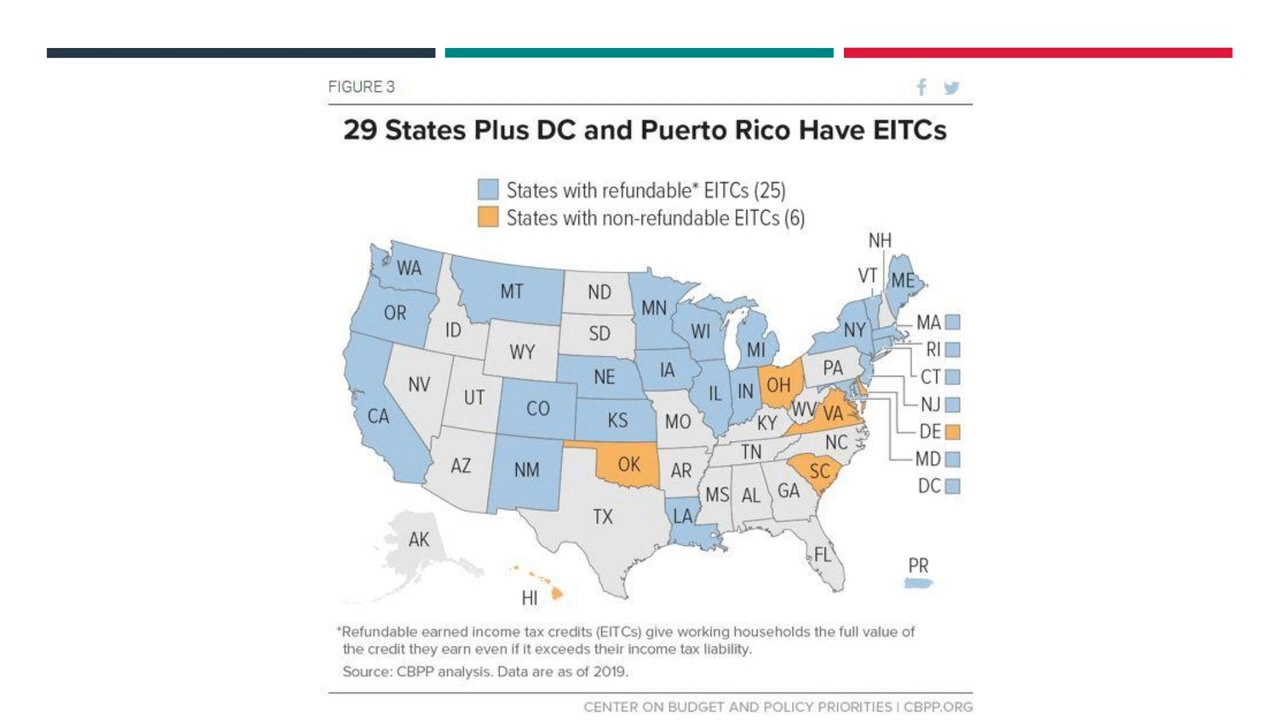 FIGURE 3
29 States Plus DC and Puerto Rico Have EITCs
States with refundable* EITCs (25)
States with non-refundable EITCs (6)
NH
VT
ME
WA
MT
ND
MN
OR
ID
SD
WI
NY
MA
WY
MI
RI
IA
PA
NE
CT
NV
UT
IL
IN
OH
NJ
CO
CA
KS
MO
WV
VA
KY
DE
NC
TN
MD
AZ
NM
OK
AR
SC
DC
MS
AL
GA
TX
LA
AK
FL
PR
HI
*Refundable earned income tax credits (EITCs) give working households the full value of
the credit they earn even if it exceeds their income tax liability.
Source: CBPP analysis. Data are as of 2019.
CENTER ON BUDGET AND POLICY PRIORITIES | CBPP.ORG